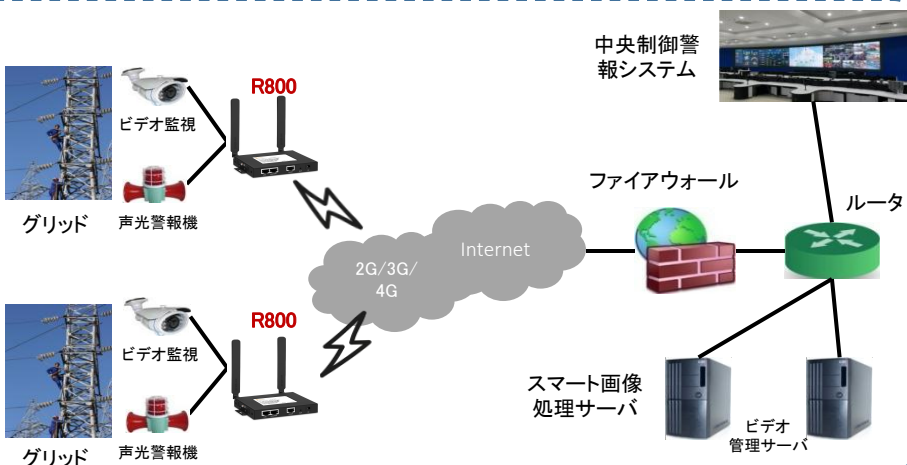 中央制御警
報システム
R800
ビデオ監視
声光警報機
グリッド
ファイアウォール
ルータ
Internet
2G/3G/
4G
R800
ビデオ監視
声光警報機
グリッド
スマート画像
処理サーバ
ビデオ
管理サーバ